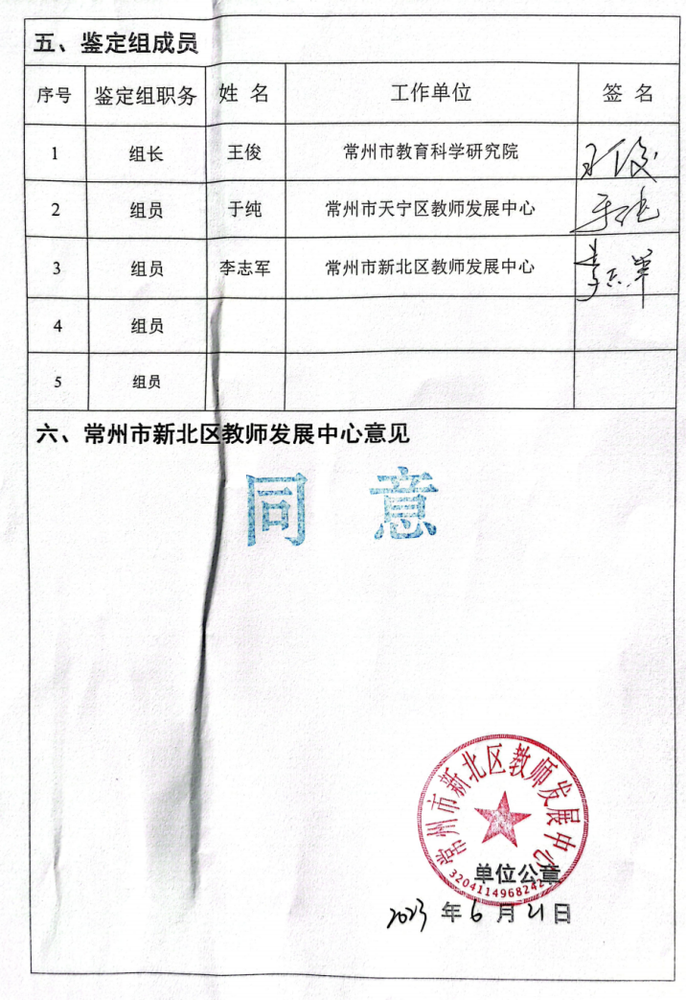 五、鉴定组成员
序号 鉴定组职务 姓 名 工作单位 签 名
1 组长 王俊 常州市教育科学研究院 王俊
2 组员 于纯 常州市天宁区教师发展中心
3 组员 李志军 常州市新北区教师发展中心 李志军
4 组员
5 组员
六、常州市新北区教师发展中心意见
同 意
常州市新北区教师发展中心
单位公章
2023 年 6 月 21 日